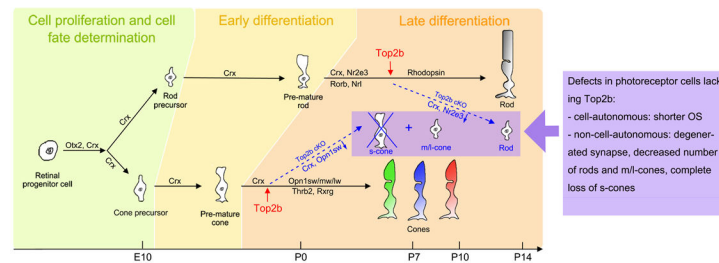 Cell proliferation and cell
fate determination
Early differentiation
Late differentiation
Top2b
Crx
Crx
Rod
precursor
Pre-mature
rod
Crx, Nr2e3
Rorb, Nrl
Rhodopsin
Rod
Top2b cKO
Crx, Nr2e3
Otx2, Crx
Retinal
progenitor cell
Crx
Cone precursor
Crx
Pre-mature
cone
Top2b cKO
Crx, Opn1sw
s-cone
+
m/l-cone
Rod
Crx
Opn1sw/mw/lw
Thrb2, Rxrg
Top2b
Cones
Defects in photoreceptor cells lack-
ing Top2b:
- cell-autonomous: shorter OS
- non-cell-autonomous: degener-
ated synapse, decreased number
of rods and m/l-cones, complete
loss of s-cones
E10
P0
P7
P10
P14